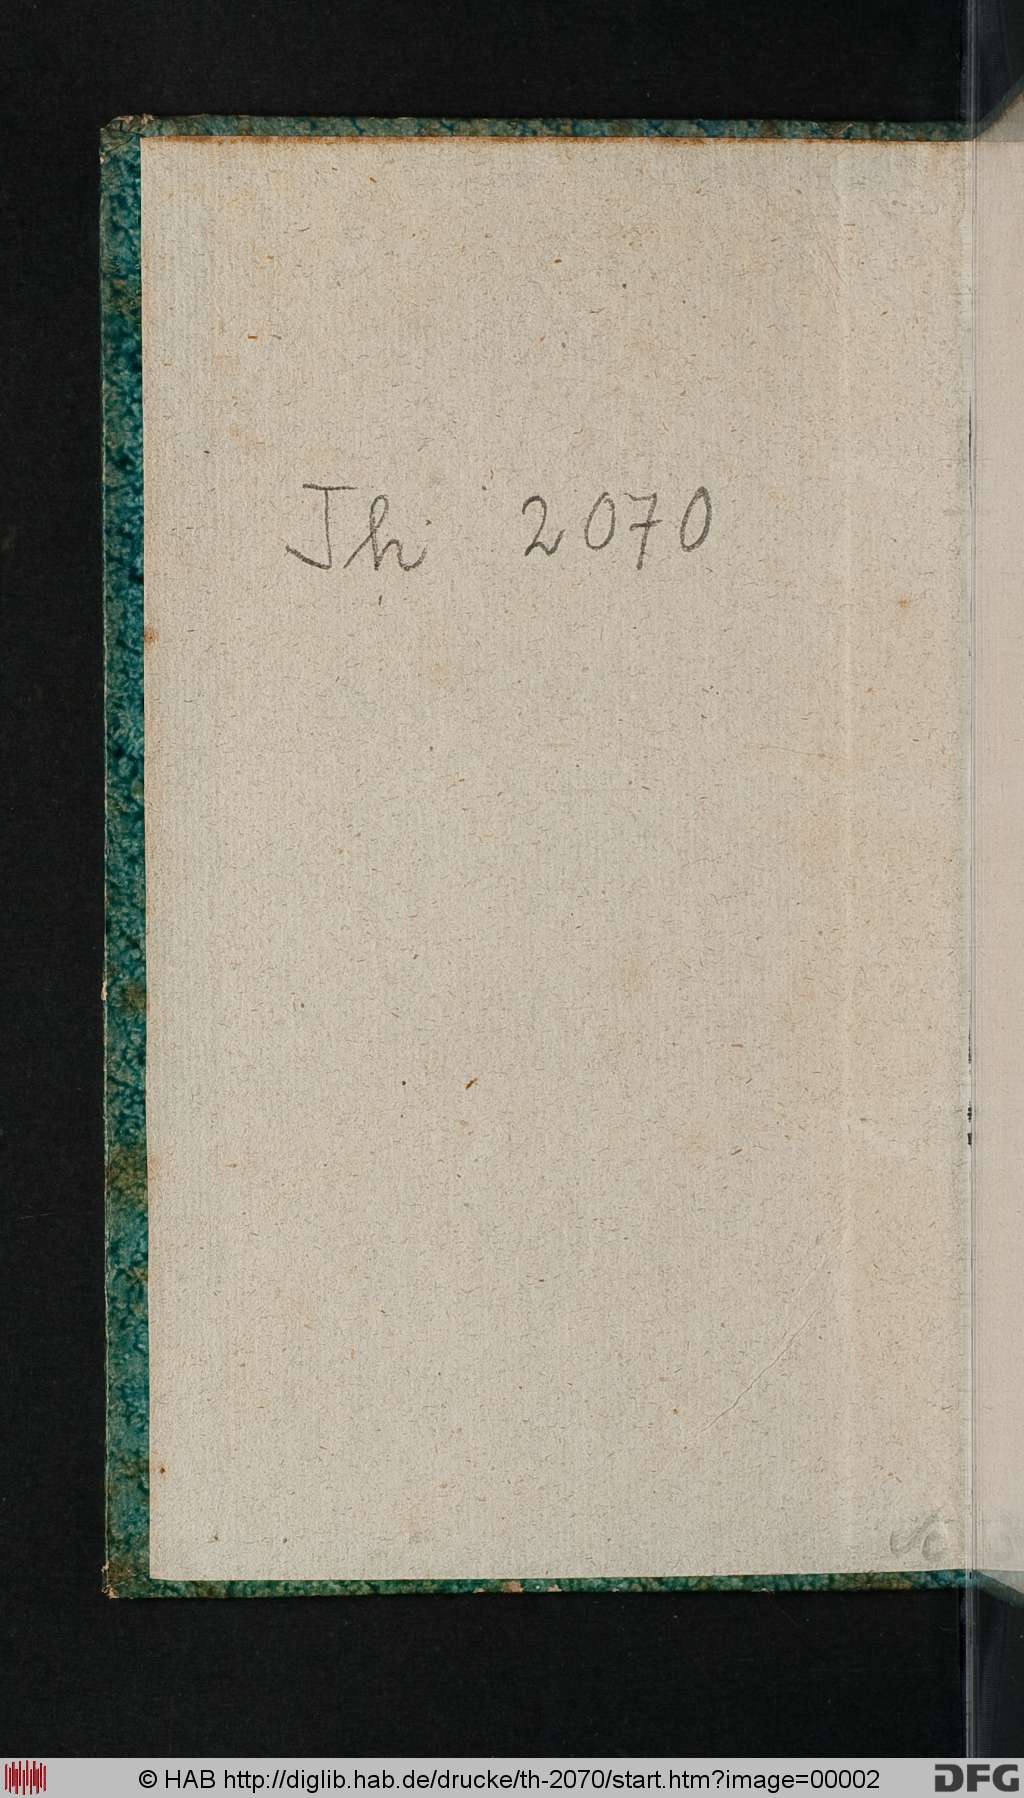 Th 2070
© HAB http://diglib.hab.de/drucke/th-2070/start.htm?image=00002
DFG